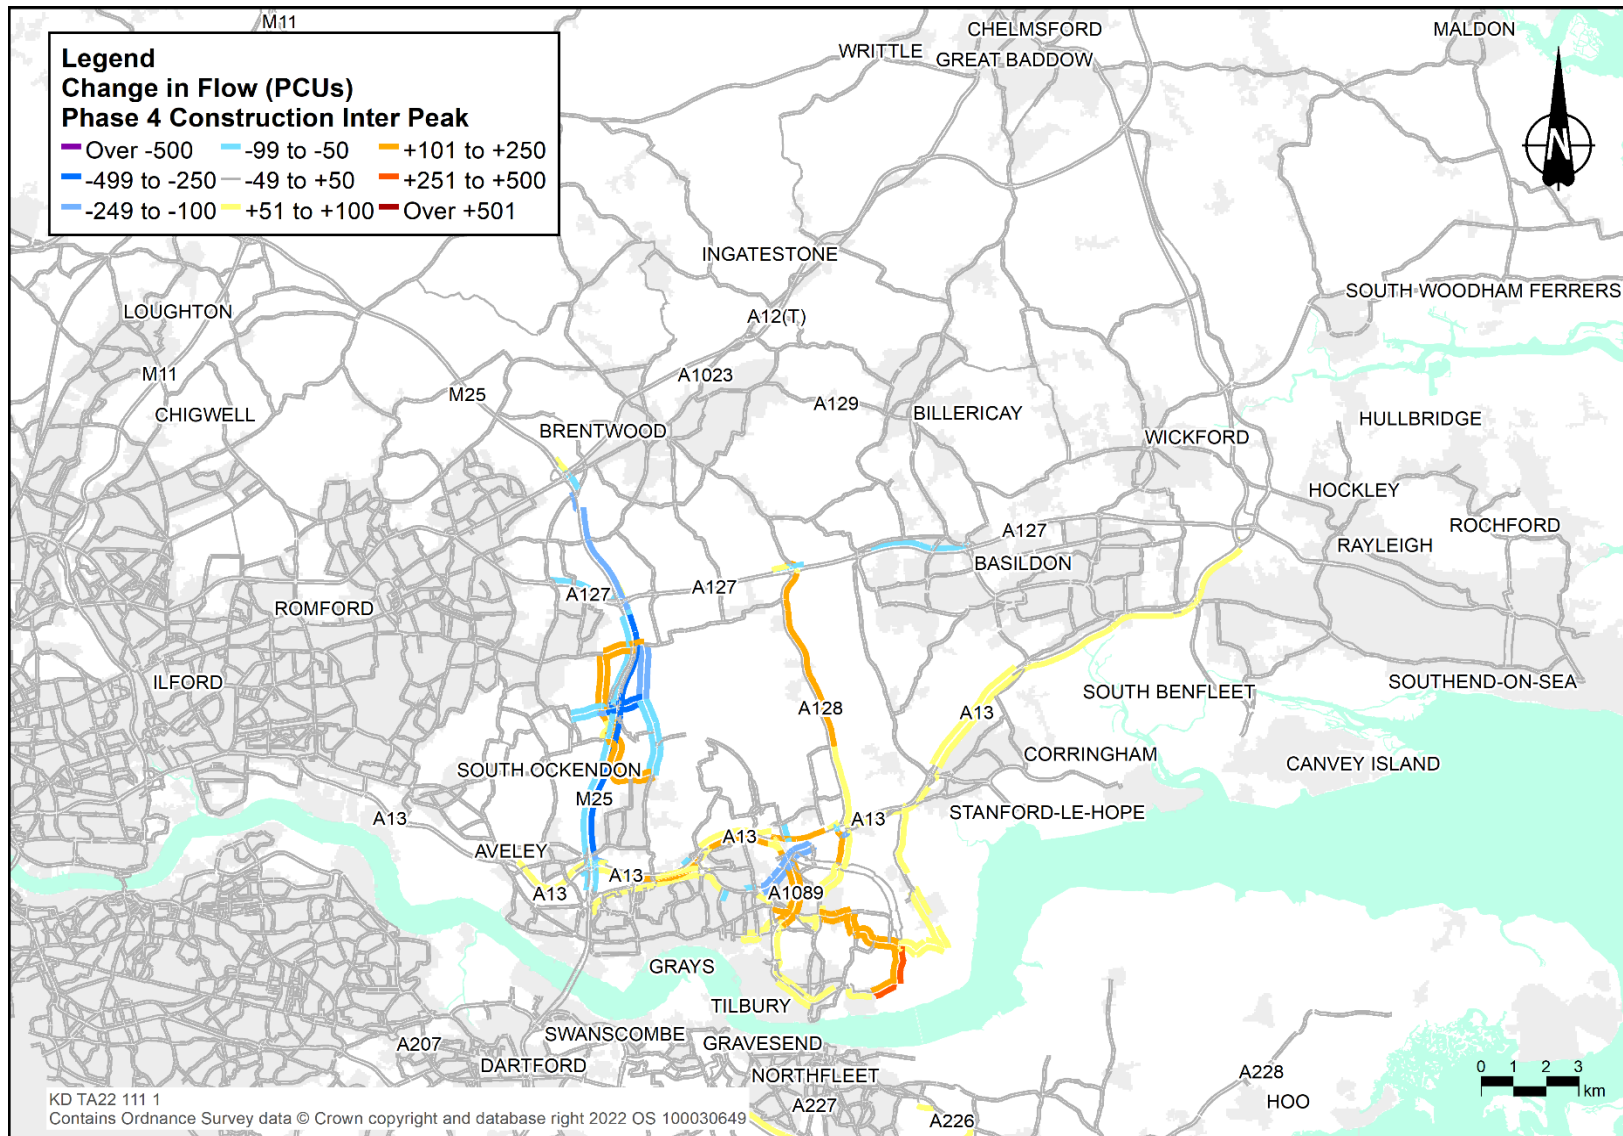 M11
CHELMSFORD
MALDON
WRITTLE
GREAT BADDOW
Legend
Change in Flow (PCUs)
Phase 4 Construction Inter Peak
Over -500
-99 to -50
+101 to +250
-499 to -250
-49 to +50
+251 to +500
-249 to -100
+51 to +100
Over +501
N
INGATESTONE
SOUTH WOODHAM FERRERS
LOUGHTON
A12(T)
M11
A1023
M25
A129
CHIGWELL
BILLERICAY
HULLBRIDGE
BRENTWOOD
WICKFORD
HOCKLEY
ROCHFORD
A127
RAYLEIGH
BASILDON
A127
A127
ROMFORD
ILFORD
SOUTH BENFLEET
SOUTHEND-ON-SEA
A128
A13
CORRINGHAM
CANVEY ISLAND
SOUTH OCKENDON
M25
STANFORD-LE-HOPE
A13
A13
A13
AVELEY
A13
A13
A1089
GRAYS
TILBURY
SWANSCOMBE
A207
GRAVESEND
DARTFORD
NORTHFLEET
A228
HOO
A227
A226
0 1 2 3
km
KD TA22 111 1
Contains Ordnance Survey data © Crown copyright and database right 2022 OS 100030649